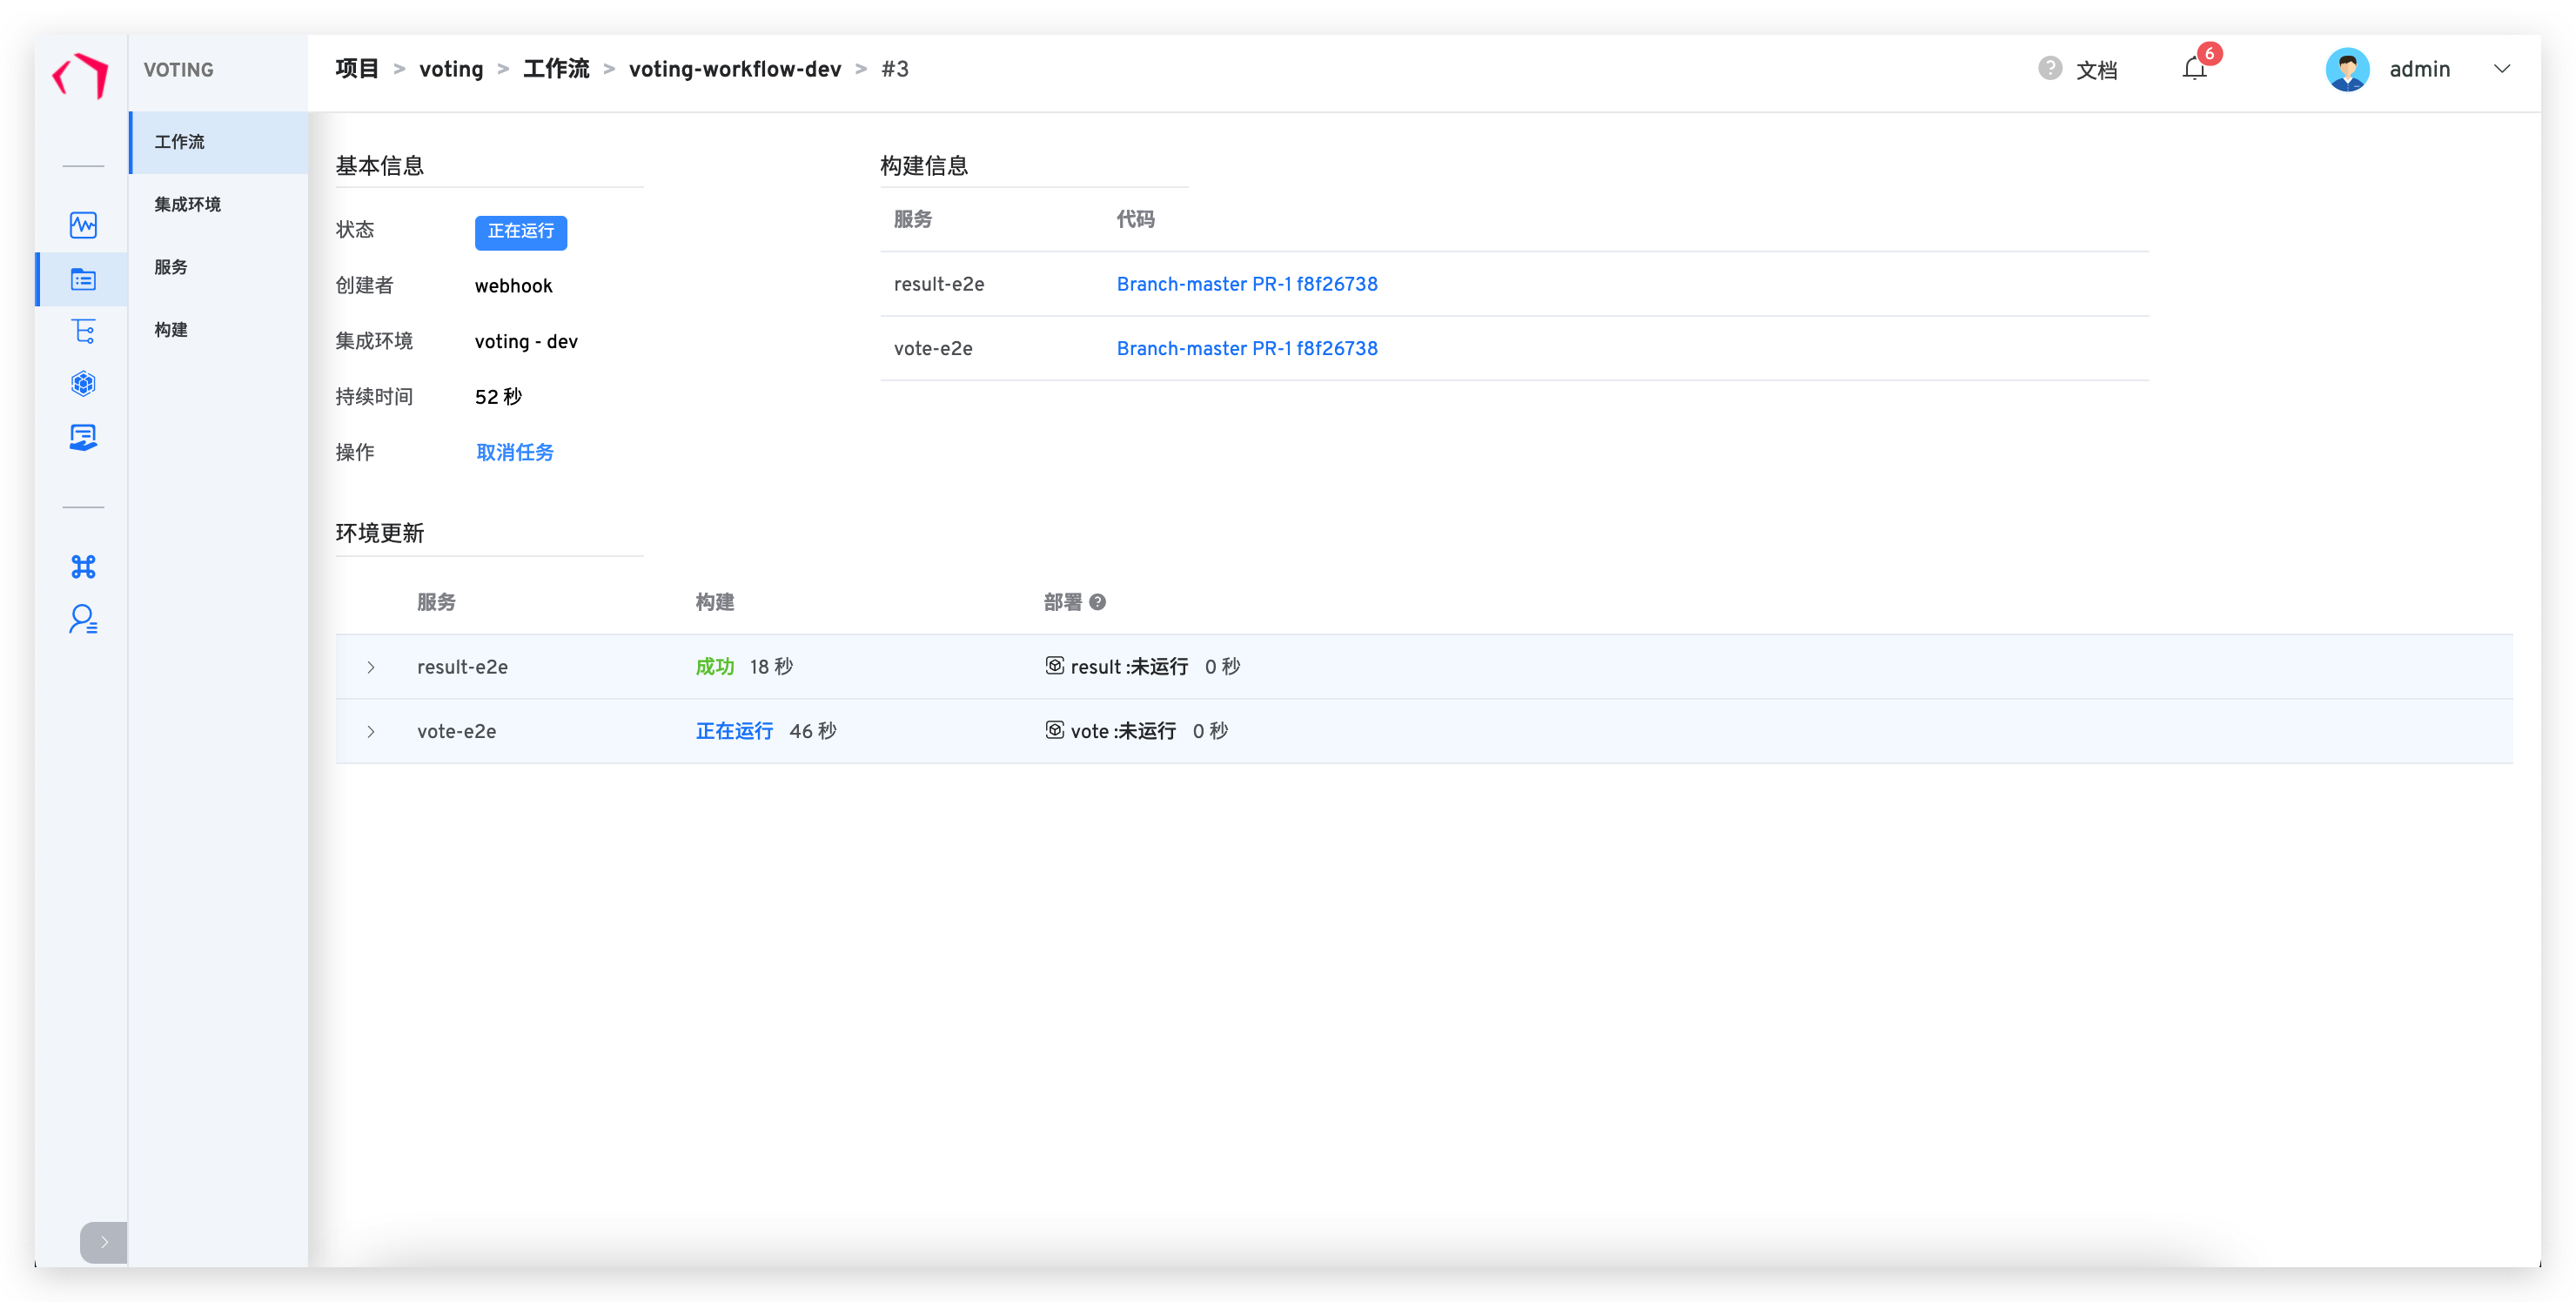 VOTING
项目 > voting > 工作流 > voting-workflow-dev > #3
? 文档
6
admin
工作流
集成环境
服务
构建
基本信息
状态 正在运行
创建者 webhook
集成环境 voting - dev
持续时间 52 秒
操作 取消任务
构建信息
服务 代码
result-e2e Branch-master PR-1 f8f26738
vote-e2e Branch-master PR-1 f8f26738
环境更新
服务 构建 部署 ?
> result-e2e 成功 18 秒 result :未运行 0 秒
> vote-e2e 正在运行 46 秒 vote :未运行 0 秒